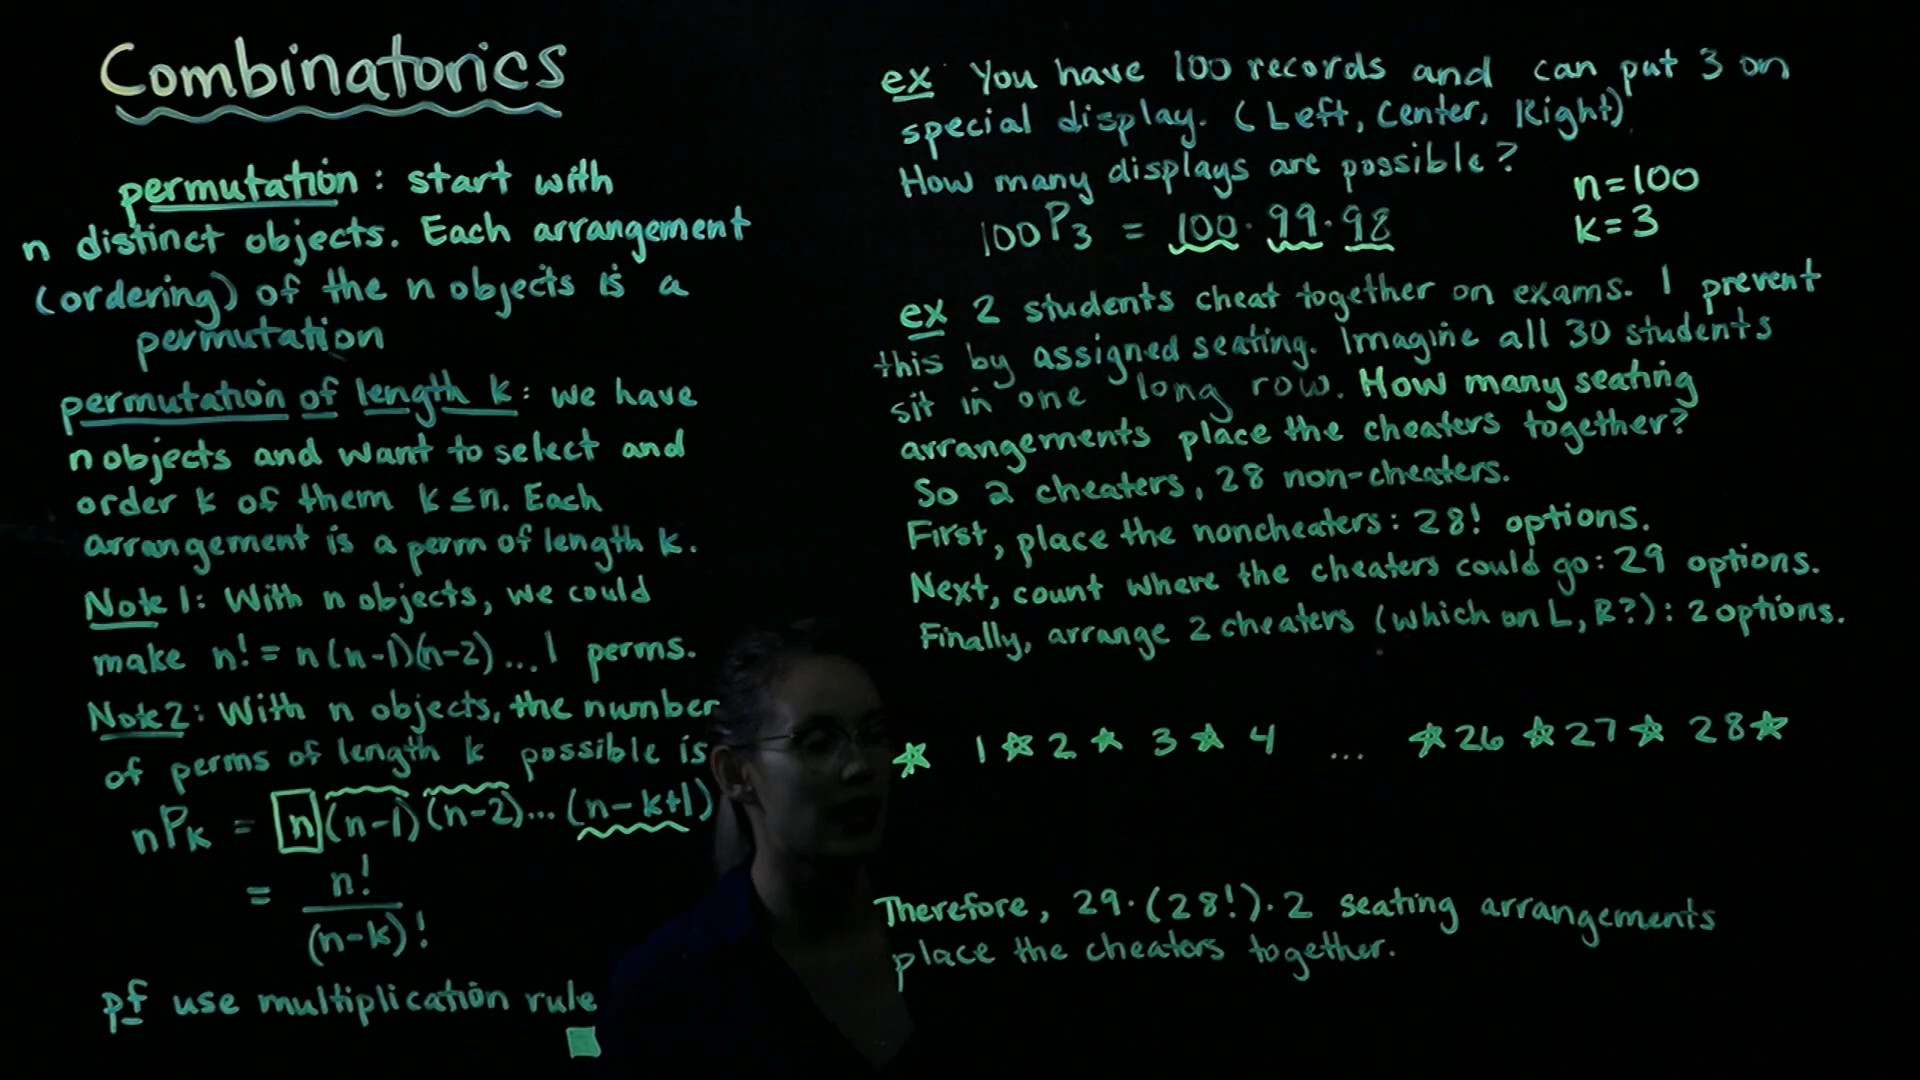 Combinatorics
permutation: start with
n distinct objects. Each arrangement
(ordering) of the n objects is a
permutation
permutation of length k: we have
n objects and want to select and
order k of them k ≤ n. Each
arrangement is a perm of length k.
Note 1: With n objects, we could
make n! = n(n-1)(n-2)...1 perms.
Note 2: With n objects, the number
of perms of length k possible is
nPk = n(n-1)(n-2)...(n-k+1)
= n!/(n-k)!
pf use multiplication rule
ex You have 100 records and can put 3 on
special display. (Left, Center, Right)
How many displays are possible?
n=100
k=3
100P3 = 100·99·98
ex 2 students cheat together on exams. I prevent
this by assigned seating. Imagine all 30 students
sit in one long row. How many seating
arrangements place the cheaters together?
So 2 cheaters, 28 non-cheaters.
First, place the noncheaters: 28! options.
Next, count where the cheaters could go: 29 options.
Finally, arrange 2 cheaters (which on L, R?): 2 options.
☆ 1 ☆ 2 ☆ 3 ☆ 4 ... ☆ 26 ☆ 27 ☆ 28 ☆
Therefore, 29·(28!)·2 seating arrangements
place the cheaters together.